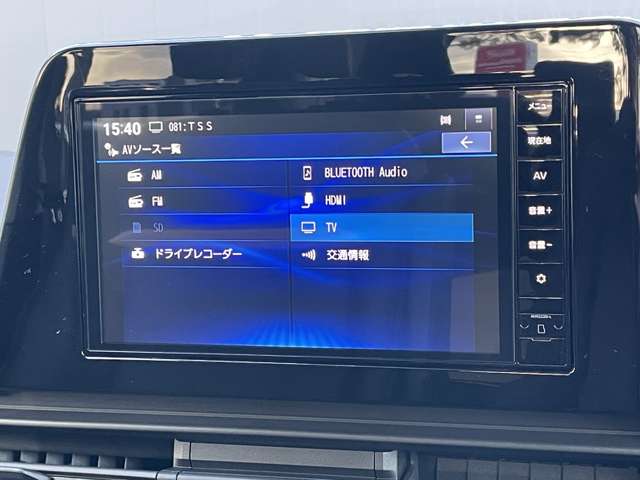 15:40 081:TSS
AVソース一覧
AM
FM
SD
ドライブレコーダー
BLUETOOTH Audio
HDMI
TV
交通情報
メニュー
現在地
AV
音量+
音量-